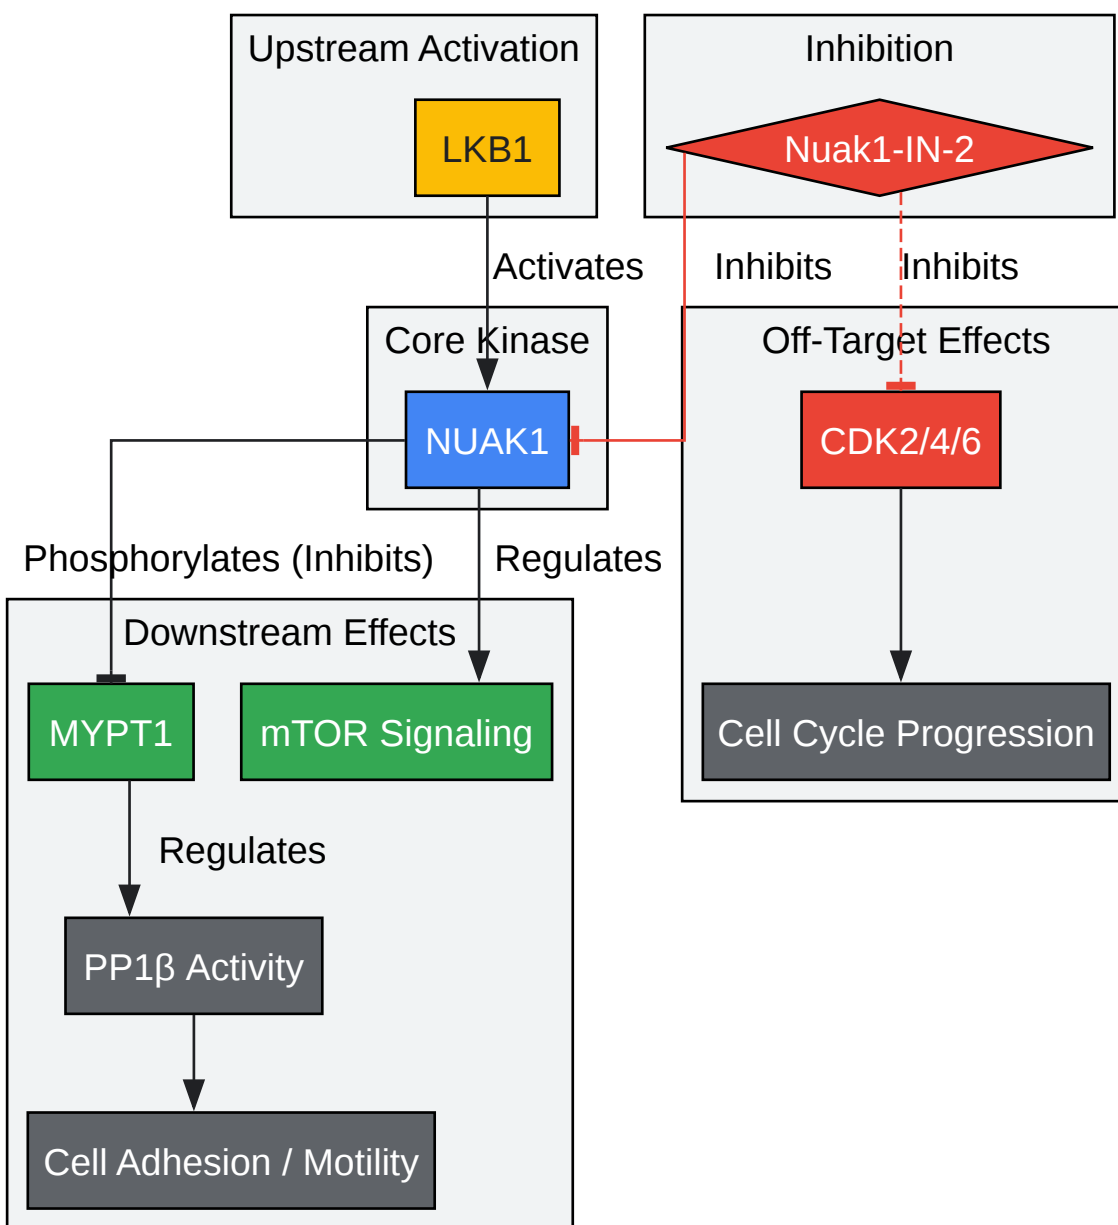 Upstream Activation
Inhibition
LKB1
Nuak1-IN-2
Activates
Inhibits
Inhibits
Core Kinase
Off-Target Effects
NUAK1
CDK2/4/6
Phosphorylates (Inhibits)
Regulates
Downstream Effects
MYPT1
mTOR Signaling
Cell Cycle Progression
Regulates
PP1β Activity
Cell Adhesion / Motility